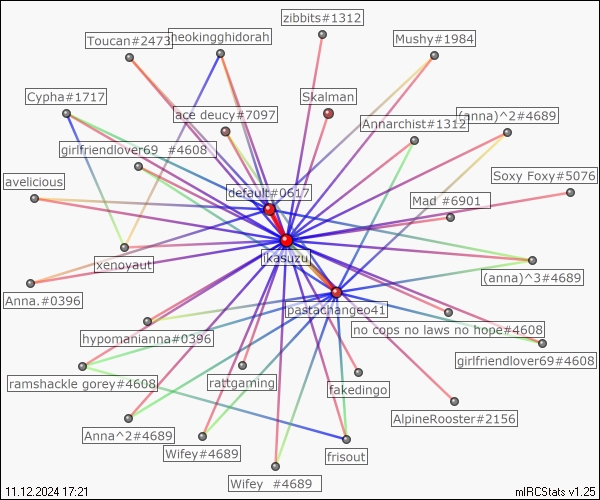 zibbits#1312
Toucan#2473
neokingghidorah
Mushy#1984
Cypha#1717
Skalman
ace deucy#7097
(anna)^2#4689
Annarchist#1312
girlfriendlover69 #4608
Soxy Foxy#5076
avelicious
default#0617
Mad #6901
xenoyaut
ikasuzu
(anna)^3#4689
Anna.#0396
pastachangeo41
no cops no laws no hope#4608
hypomanianna#0396
girlfriendlover69#4608
ramshackle gorey#4608
rattgaming
fakedingo
AlpineRooster#2156
Anna^2#4689
Wifey#4689
frisout
Wifey #4689
11.12.2024 17:21
mIRCStats v1.25